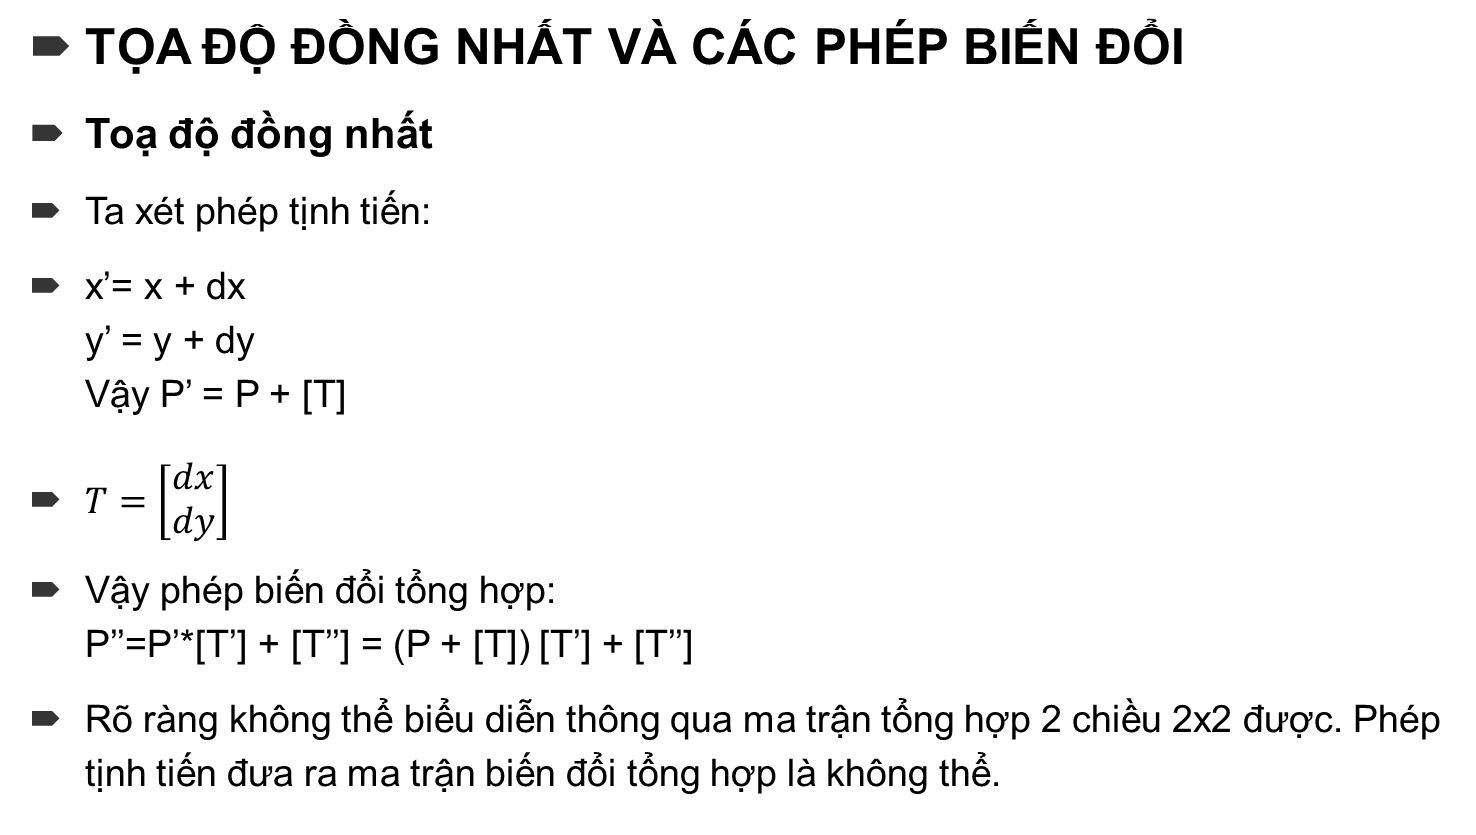 TỌA ĐỘ ĐỒNG NHẤT VÀ CÁC PHÉP BIẾN ĐỔI
Toạ độ đồng nhất
Ta xét phép tịnh tiến:
x’= x + dx
y’ = y + dy
Vậy P’ = P + [T]
T = [dx
dy]
Vậy phép biến đổi tổng hợp:
P’’=P’*[T’] + [T’’] = (P + [T]) [T’] + [T’’]
Rõ ràng không thể biểu diễn thông qua ma trận tổng hợp 2 chiều 2x2 được. Phép
tịnh tiến đưa ra ma trận biến đổi tổng hợp là không thể.